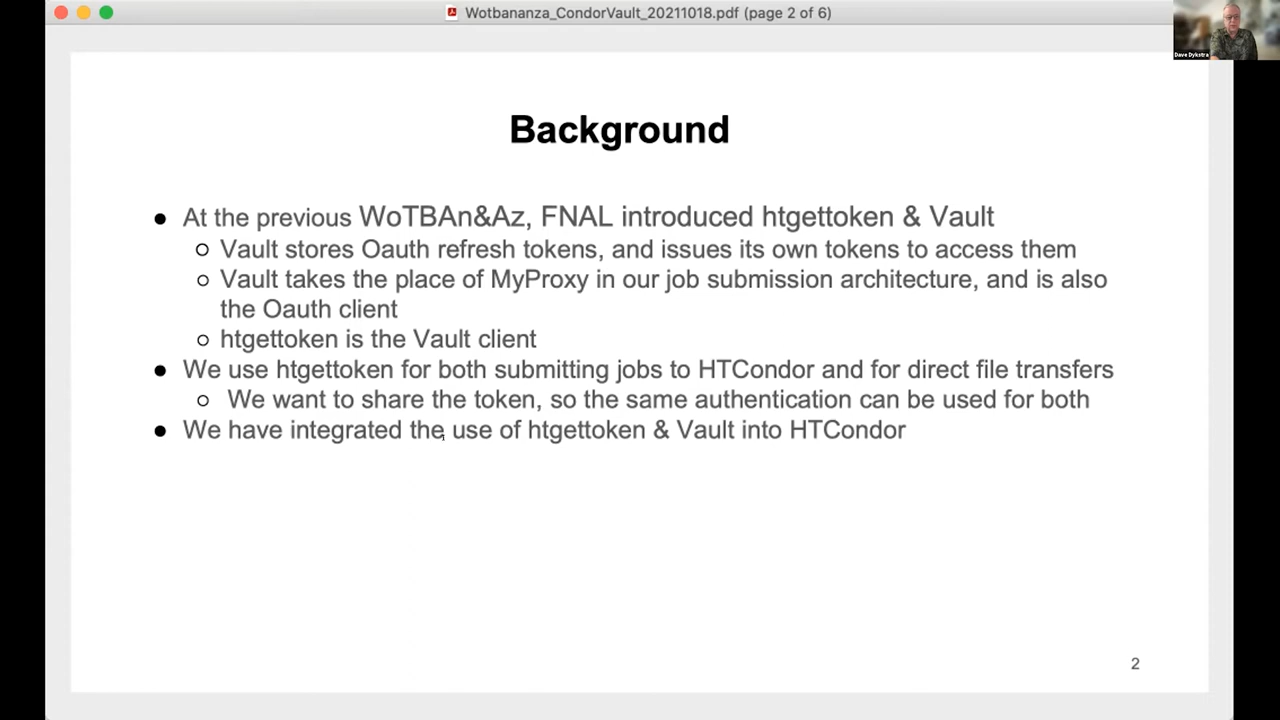 Wotbananza_CondorVault_20211018.pdf (page 2 of 6)
Dave Dykstra
Background
● At the previous WoTBAn&Az, FNAL introduced htgettoken & Vault
○ Vault stores Oauth refresh tokens, and issues its own tokens to access them
○ Vault takes the place of MyProxy in our job submission architecture, and is also
the Oauth client
○ htgettoken is the Vault client
● We use htgettoken for both submitting jobs to HTCondor and for direct file transfers
○ We want to share the token, so the same authentication can be used for both
● We have integrated the use of htgettoken & Vault into HTCondor
2